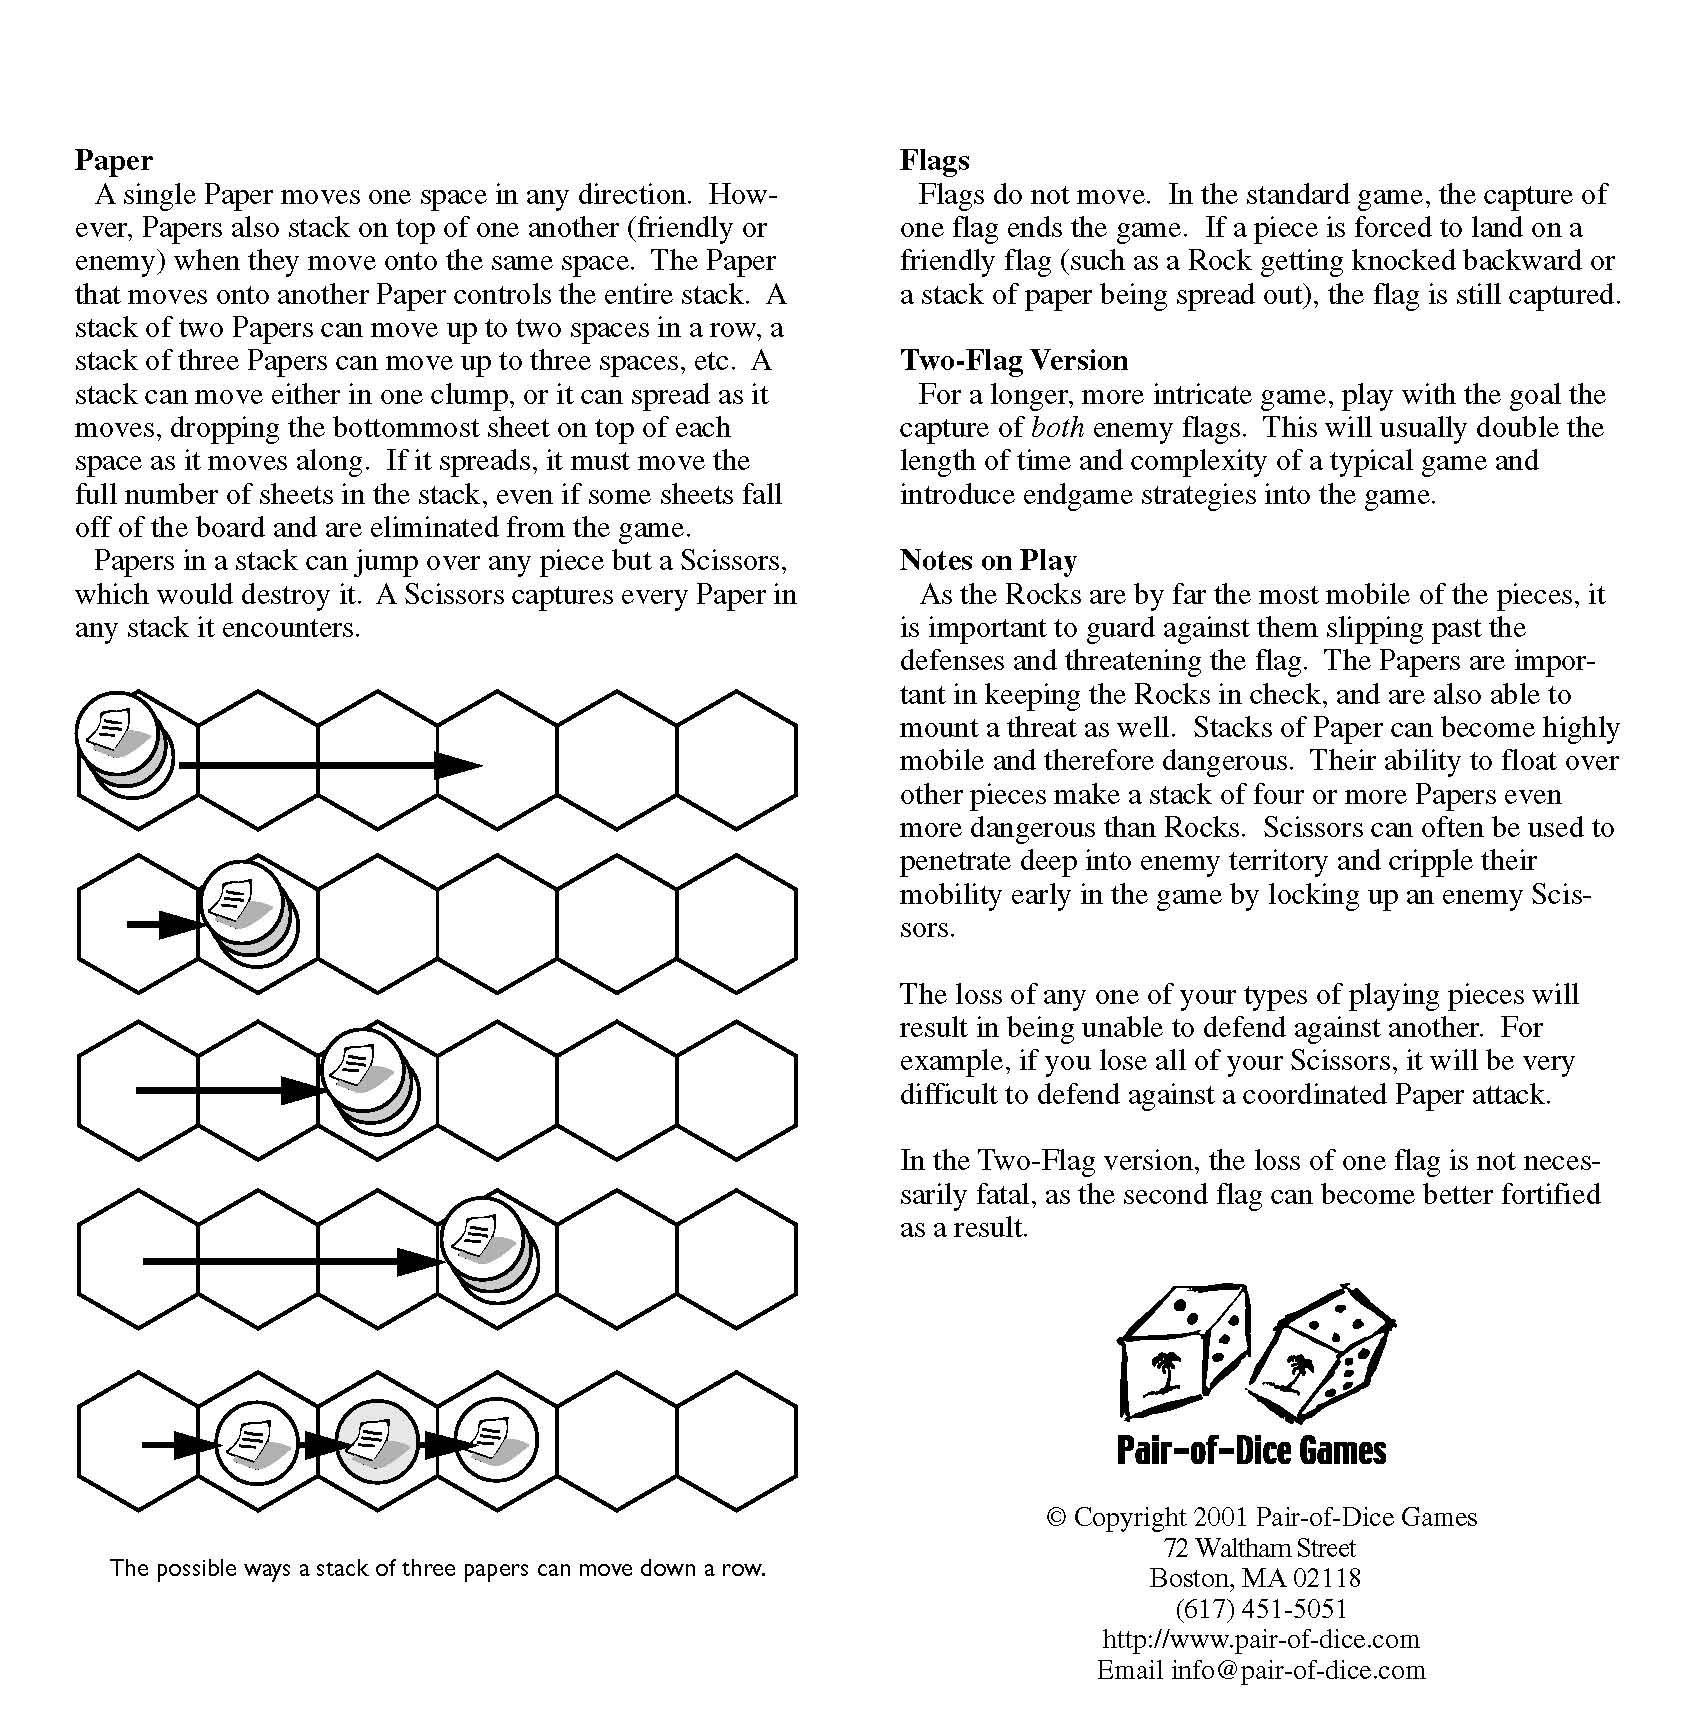 Paper
A single Paper moves one space in any direction.  How-
ever, Papers also stack on top of one another (friendly or
enemy) when they move onto the same space.  The Paper
that moves onto another Paper controls the entire stack.  A
stack of two Papers can move up to two spaces in a row, a
stack of three Papers can move up to three spaces, etc.  A
stack can move either in one clump, or it can spread as it
moves, dropping the bottommost sheet on top of each
space as it moves along.  If it spreads, it must move the
full number of sheets in the stack, even if some sheets fall
off of the board and are eliminated from the game.
Papers in a stack can jump over any piece but a Scissors,
which would destroy it.  A Scissors captures every Paper in
any stack it encounters.
The possible ways a stack of three papers can move down a row.
Flags
Flags do not move.  In the standard game, the capture of
one flag ends the game.  If a piece is forced to land on a
friendly flag (such as a Rock getting knocked backward or
a stack of paper being spread out), the flag is still captured.
Two-Flag Version
For a longer, more intricate game, play with the goal the
capture of both enemy flags.  This will usually double the
length of time and complexity of a typical game and
introduce endgame strategies into the game.
Notes on Play
As the Rocks are by far the most mobile of the pieces, it
is important to guard against them slipping past the
defenses and threatening the flag.  The Papers are impor-
tant in keeping the Rocks in check, and are also able to
mount a threat as well.  Stacks of Paper can become highly
mobile and therefore dangerous.  Their ability to float over
other pieces make a stack of four or more Papers even
more dangerous than Rocks.  Scissors can often be used to
penetrate deep into enemy territory and cripple their
mobility early in the game by locking up an enemy Scis-
sors.
The loss of any one of your types of playing pieces will
result in being unable to defend against another.  For
example, if you lose all of your Scissors, it will be very
difficult to defend against a coordinated Paper attack.
In the Two-Flag version, the loss of one flag is not neces-
sarily fatal, as the second flag can become better fortified
as a result.
Pair-of-Dice Games
© Copyright 2001 Pair-of-Dice Games
72 Waltham Street
Boston, MA 02118
(617) 451-5051
http://www.pair-of-dice.com
Email info@pair-of-dice.com